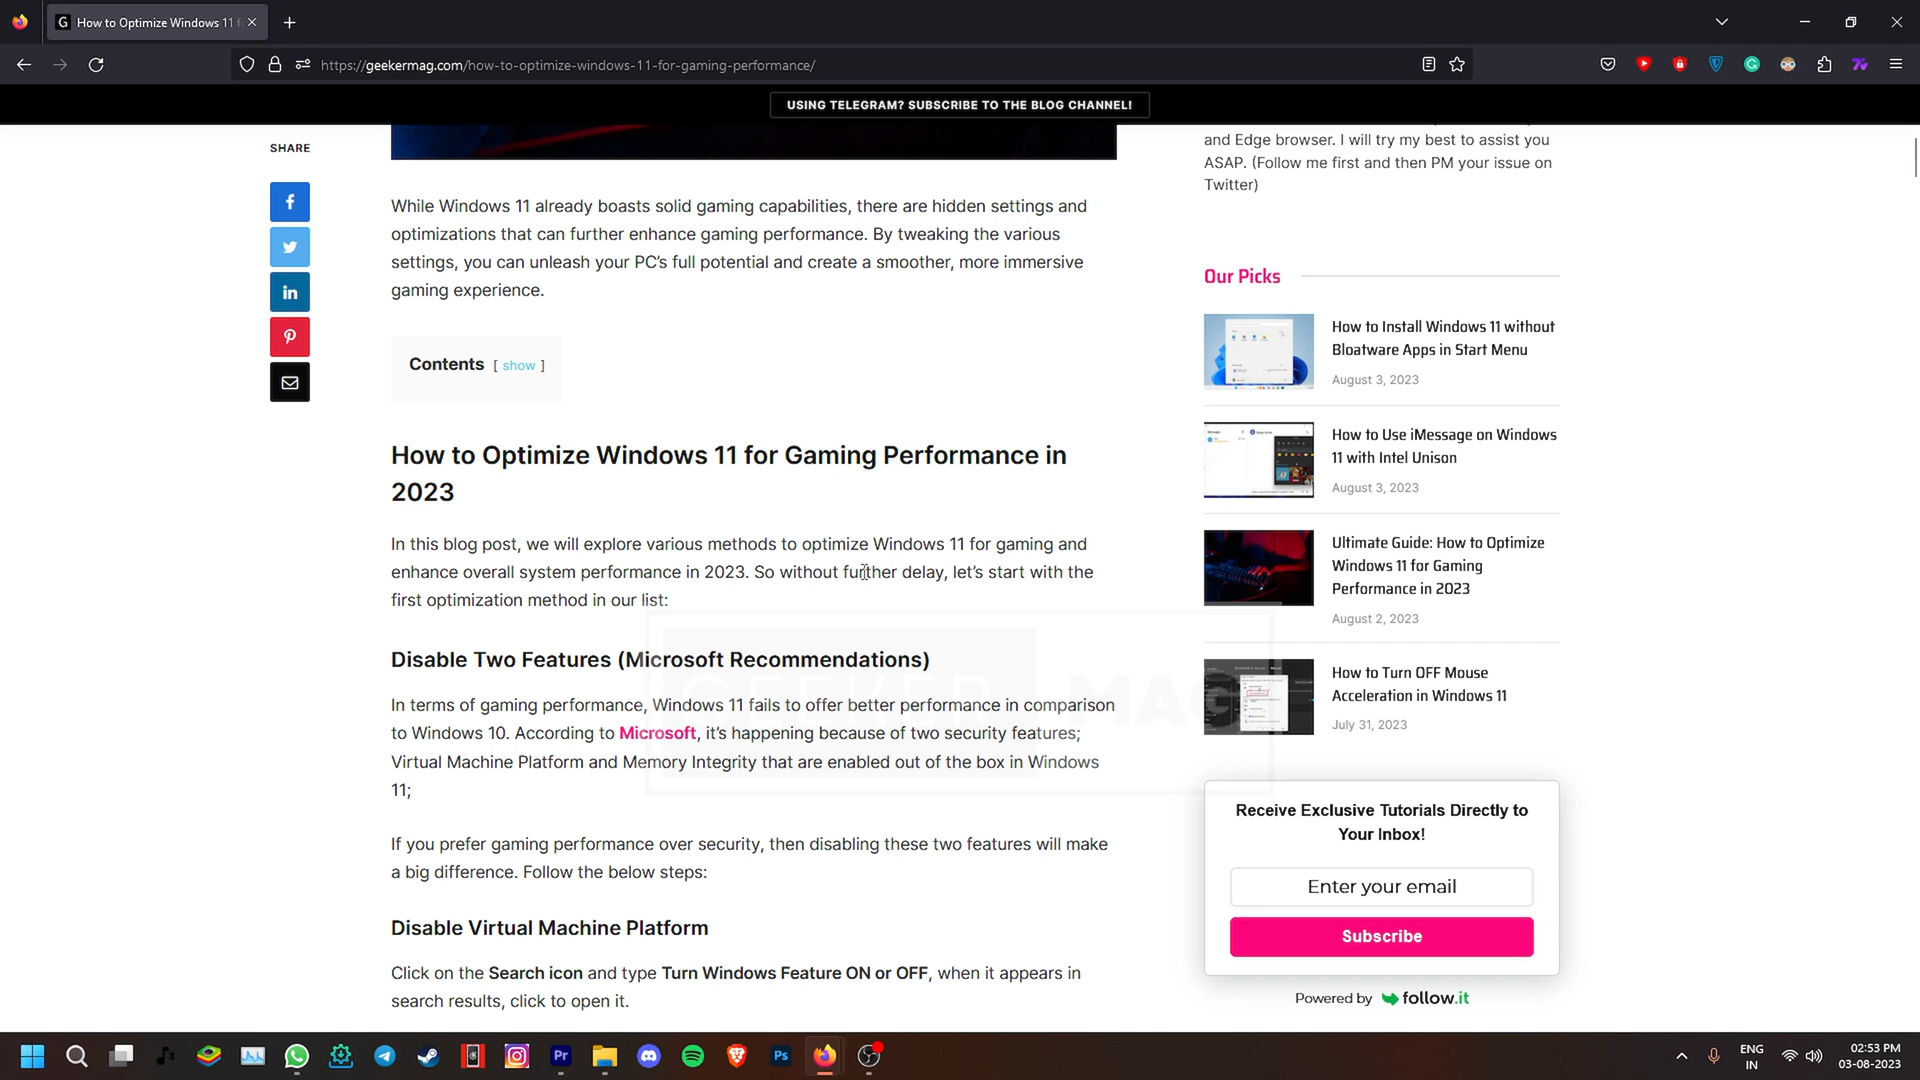 How to Optimize Windows 11 f
https://geekermag.com/how-to-optimize-windows-11-for-gaming-performance/
USING TELEGRAM? SUBSCRIBE TO THE BLOG CHANNEL!
SHARE
While Windows 11 already boasts solid gaming capabilities, there are hidden settings and
optimizations that can further enhance gaming performance. By tweaking the various
settings, you can unleash your PC's full potential and create a smoother, more immersive
gaming experience.
Contents [ show ]
How to Optimize Windows 11 for Gaming Performance in
2023
In this blog post, we will explore various methods to optimize Windows 11 for gaming and
enhance overall system performance in 2023. So without further delay, let's start with the
first optimization method in our list:
Disable Two Features (Microsoft Recommendations)
In terms of gaming performance, Windows 11 fails to offer better performance in comparison
to Windows 10. According to Microsoft, it's happening because of two security features;
Virtual Machine Platform and Memory Integrity that are enabled out of the box in Windows
11;
If you prefer gaming performance over security, then disabling these two features will make
a big difference. Follow the below steps:
Disable Virtual Machine Platform
Click on the Search icon and type Turn Windows Feature ON or OFF, when it appears in
search results, click to open it.
GEEKER MAG
and Edge browser. I will try my best to assist you
ASAP. (Follow me first and then PM your issue on
Twitter)
Our Picks
How to Install Windows 11 without
Bloatware Apps in Start Menu
August 3, 2023
How to Use iMessage on Windows
11 with Intel Unison
August 3, 2023
Ultimate Guide: How to Optimize
Windows 11 for Gaming
Performance in 2023
August 2, 2023
How to Turn OFF Mouse
Acceleration in Windows 11
July 31, 2023
Receive Exclusive Tutorials Directly to
Your Inbox!
Enter your email
Subscribe
Powered by follow.it
Pr
Ps
ENG
IN
02:53 PM
03-08-2023